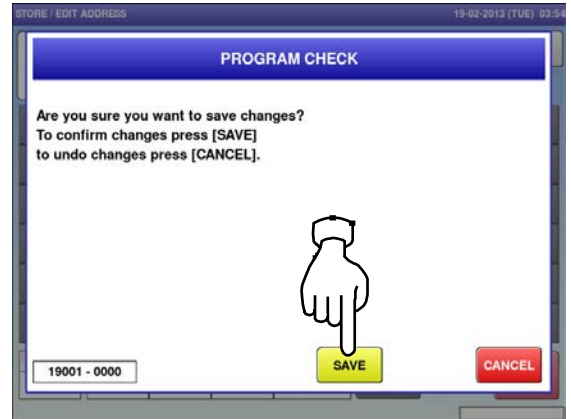 STORE / EDIT ADDRESS 19-02-2013 (TUE) 03:54
PROGRAM CHECK
Are you sure you want to save changes?
To confirm changes press [SAVE]
to undo changes press [CANCEL].
19001 - 0000
SAVE
CANCEL